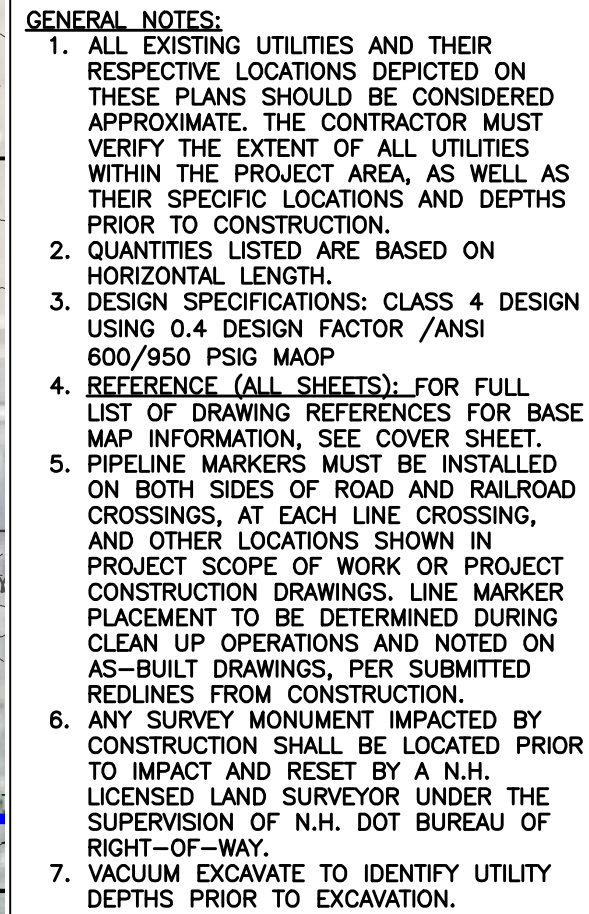 GENERAL NOTES:
1. ALL EXISTING UTILITIES AND THEIR
RESPECTIVE LOCATIONS DEPICTED ON
THESE PLANS SHOULD BE CONSIDERED
APPROXIMATE. THE CONTRACTOR MUST
VERIFY THE EXTENT OF ALL UTILITIES
WITHIN THE PROJECT AREA, AS WELL AS
THEIR SPECIFIC LOCATIONS AND DEPTHS
PRIOR TO CONSTRUCTION.
2. QUANTITIES LISTED ARE BASED ON
HORIZONTAL LENGTH.
3. DESIGN SPECIFICATIONS: CLASS 4 DESIGN
USING 0.4 DESIGN FACTOR /ANSI
600/950 PSIG MAOP
4. REFERENCE (ALL SHEETS): FOR FULL
LIST OF DRAWING REFERENCES FOR BASE
MAP INFORMATION, SEE COVER SHEET.
5. PIPELINE MARKERS MUST BE INSTALLED
ON BOTH SIDES OF ROAD AND RAILROAD
CROSSINGS, AT EACH LINE CROSSING,
AND OTHER LOCATIONS SHOWN IN
PROJECT SCOPE OF WORK OR PROJECT
CONSTRUCTION DRAWINGS. LINE MARKER
PLACEMENT TO BE DETERMINED DURING
CLEAN UP OPERATIONS AND NOTED ON
AS-BUILT DRAWINGS, PER SUBMITTED
REDLINES FROM CONSTRUCTION.
6. ANY SURVEY MONUMENT IMPACTED BY
CONSTRUCTION SHALL BE LOCATED PRIOR
TO IMPACT AND RESET BY A N.H.
LICENSED LAND SURVEYOR UNDER THE
SUPERVISION OF N.H. DOT BUREAU OF
RIGHT-OF-WAY.
7. VACUUM EXCAVATE TO IDENTIFY UTILITY
DEPTHS PRIOR TO EXCAVATION.